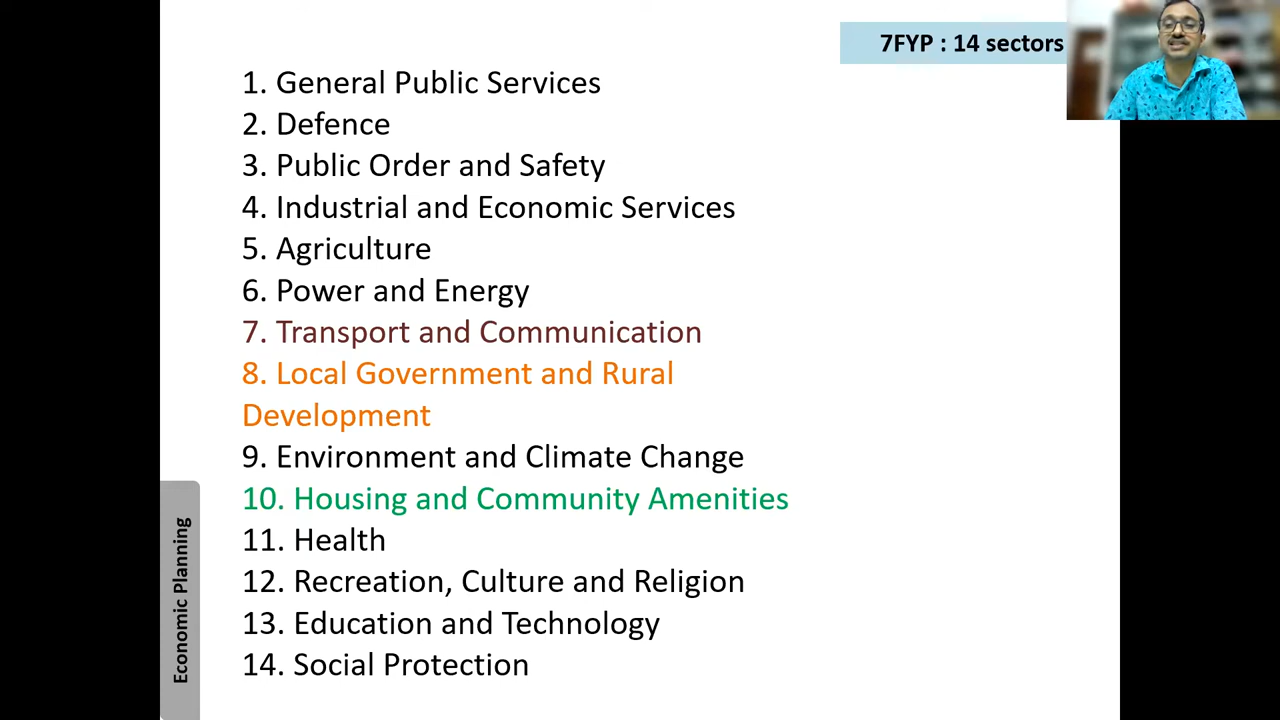 7FYP : 14 sectors
1. General Public Services
2. Defence
3. Public Order and Safety
4. Industrial and Economic Services
5. Agriculture
6. Power and Energy
7. Transport and Communication
8. Local Government and Rural
Development
9. Environment and Climate Change
10. Housing and Community Amenities
11. Health
12. Recreation, Culture and Religion
13. Education and Technology
14. Social Protection
Economic Planning